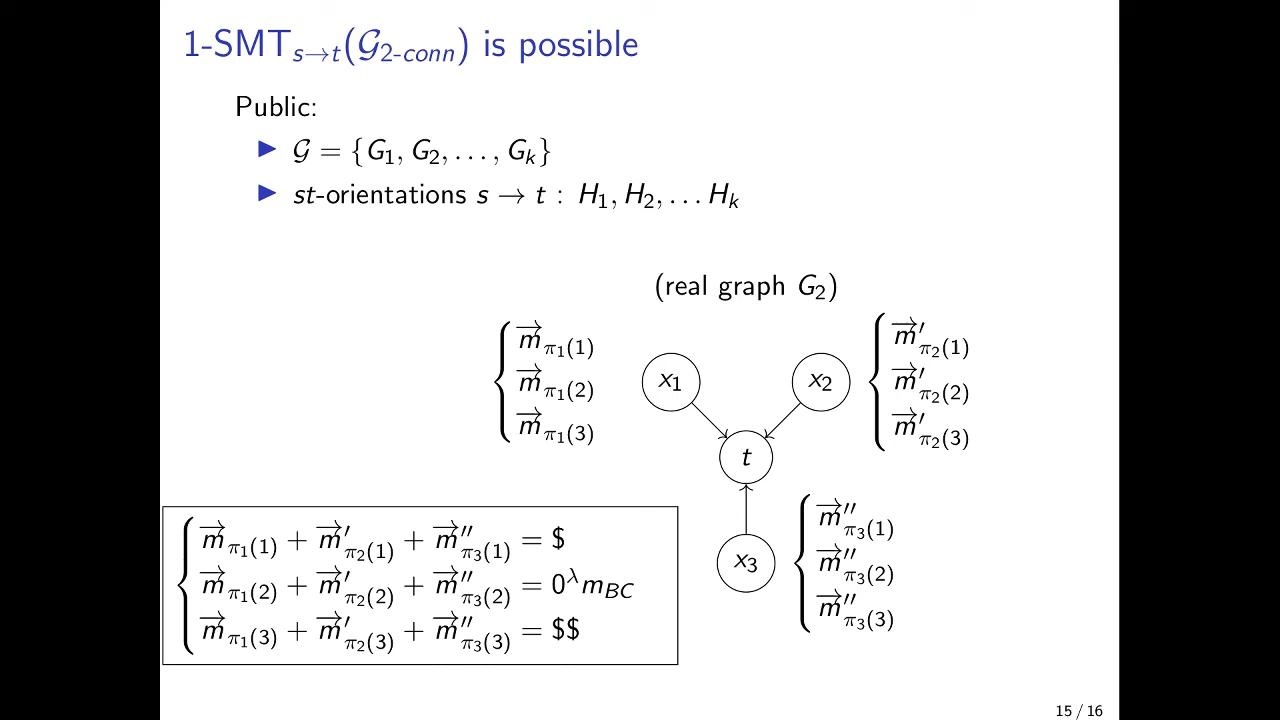 1-SMT_{s→t}(𝒢_{2-conn}) is possible
Public:
▶ 𝒢 = {G₁, G₂, . . . , G_k}
▶ st-orientations s → t : H₁, H₂, . . . H_k
(real graph G₂)
{ m⃗_{π₁(1)}
m⃗_{π₁(2)}
m⃗_{π₁(3)}
x₁
x₂
{ m⃗′_{π₂(1)}
m⃗′_{π₂(2)}
m⃗′_{π₂(3)}
t
x₃
{ m⃗″_{π₃(1)}
m⃗″_{π₃(2)}
m⃗″_{π₃(3)}
{ m⃗_{π₁(1)} + m⃗′_{π₂(1)} + m⃗″_{π₃(1)} = $
m⃗_{π₁(2)} + m⃗′_{π₂(2)} + m⃗″_{π₃(2)} = 0^λ m_{BC}
m⃗_{π₁(3)} + m⃗′_{π₂(3)} + m⃗″_{π₃(3)} = $$
15 / 16